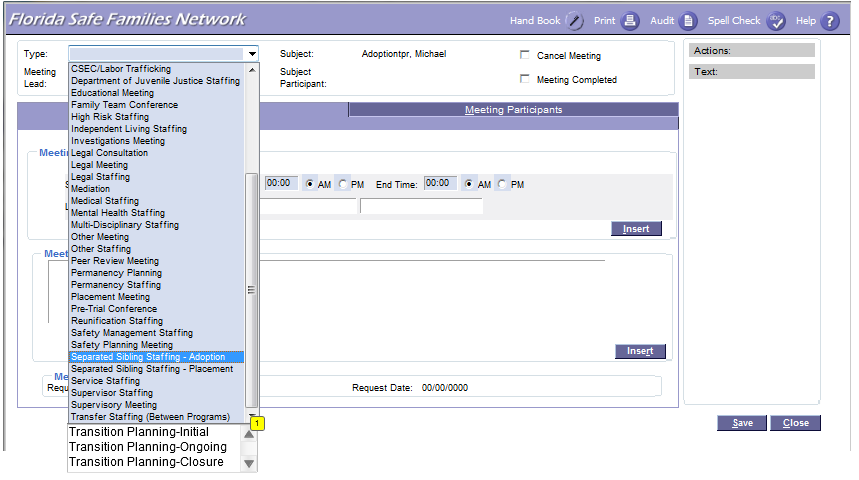 Florida Safe Families Network
Hand Book Print Audit Spell Check abc Help ?
Type: Subject: Adoptiontpr, Michael Cancel Meeting
Meeting Lead: Subject Participant: Meeting Completed
Actions:
Text:
CSEC/Labor Trafficking
Department of Juvenile Justice Staffing
Educational Meeting
Family Team Conference
High Risk Staffing
Independent Living Staffing
Investigations Meeting
Legal Consultation
Legal Meeting
Legal Staffing
Mediation
Medical Staffing
Mental Health Staffing
Multi-Disciplinary Staffing
Other Meeting
Other Staffing
Peer Review Meeting
Permanency Planning
Permanency Staffing
Placement Meeting
Pre-Trial Conference
Reunification Staffing
Safety Management Staffing
Safety Planning Meeting
Separated Sibling Staffing - Adoption
Separated Sibling Staffing - Placement
Service Staffing
Supervisor Staffing
Supervisory Meeting
Transfer Staffing (Between Programs)
1
Transition Planning-Initial
Transition Planning-Ongoing
Transition Planning-Closure
Meeting Participants
00:00 AM PM End Time: 00:00 AM PM
Insert
Insert
Request Date: 00/00/0000
Save Close